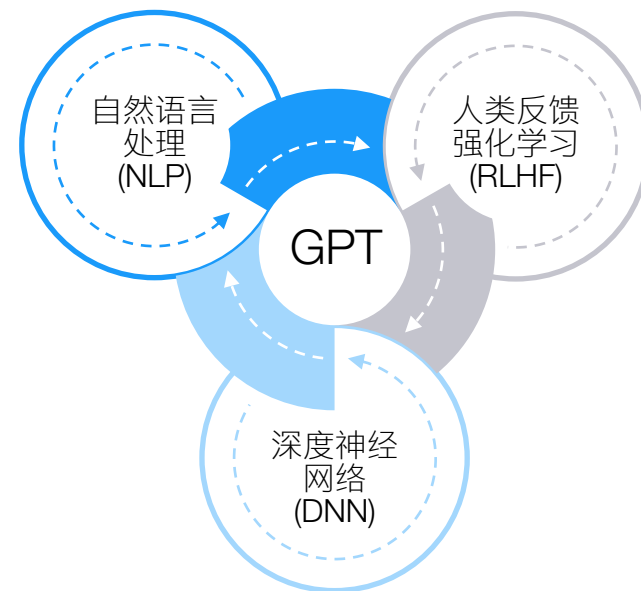 自然语言
处理
(NLP)
人类反馈
强化学习
(RLHF)
GPT
深度神经
网络
(DNN)